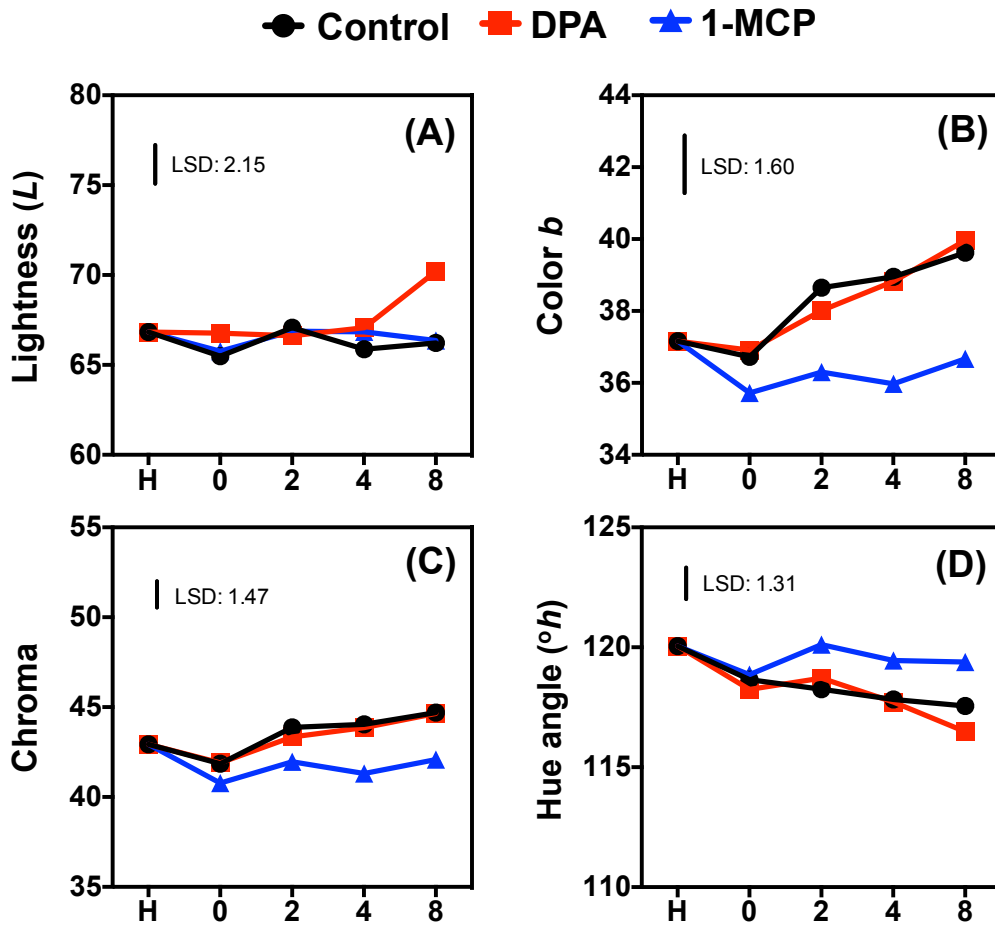 Control DPA 1-MCP
Lightness (L)
80
75
70
65
60
(A)
LSD: 2.15
H 0 2 4 8
Color b
44
42
40
38
36
34
(B)
LSD: 1.60
H 0 2 4 8
Chroma
55
50
45
40
35
(C)
LSD: 1.47
H 0 2 4 8
Hue angle (ºh)
125
120
115
110
(D)
LSD: 1.31
H 0 2 4 8